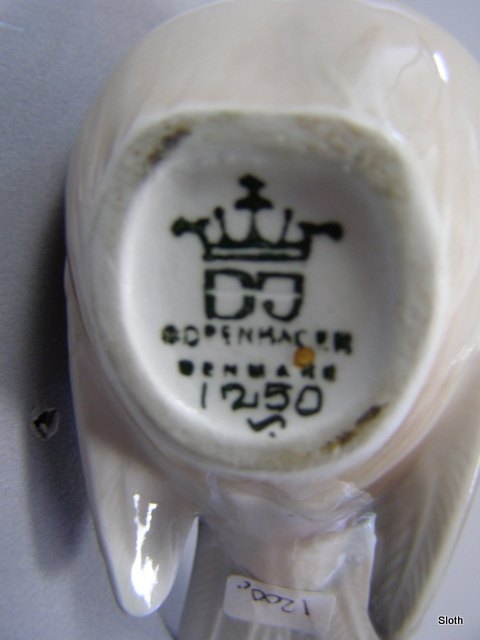 DJ
COPENHAGEN
DENMARK
1250
S
1200,-
Sloth